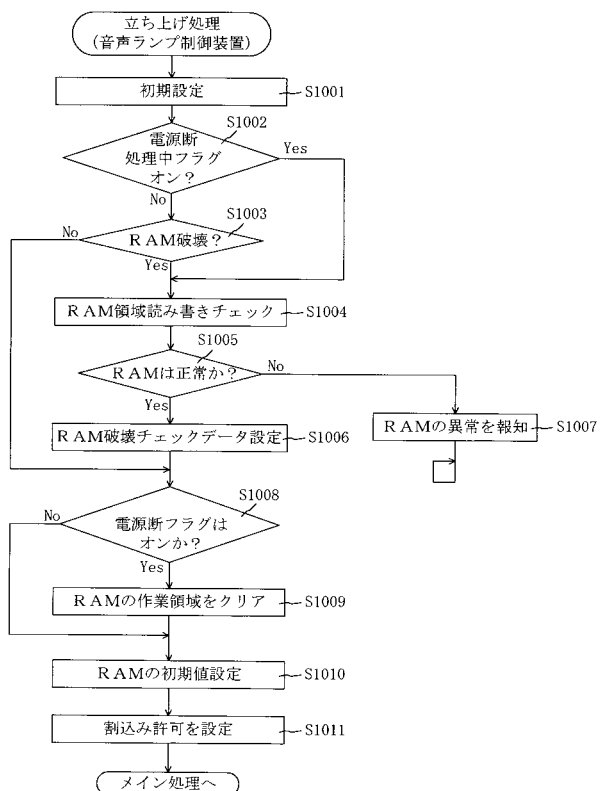 立ち上げ処理
(音声ランプ制御装置)
初期設定
S1001
S1002
電源断
処理中フラグ
オン？
Yes
No
S1003
No
RAM破壊？
Yes
RAM領域読み書きチェック
S1004
S1005
RAMは正常か？
No
Yes
RAM破壊チェックデータ設定
S1006
RAMの異常を報知
S1007
S1008
No
電源断フラグは
オンか？
Yes
RAMの作業領域をクリア
S1009
RAMの初期値設定
S1010
割込み許可を設定
S1011
メイン処理へ